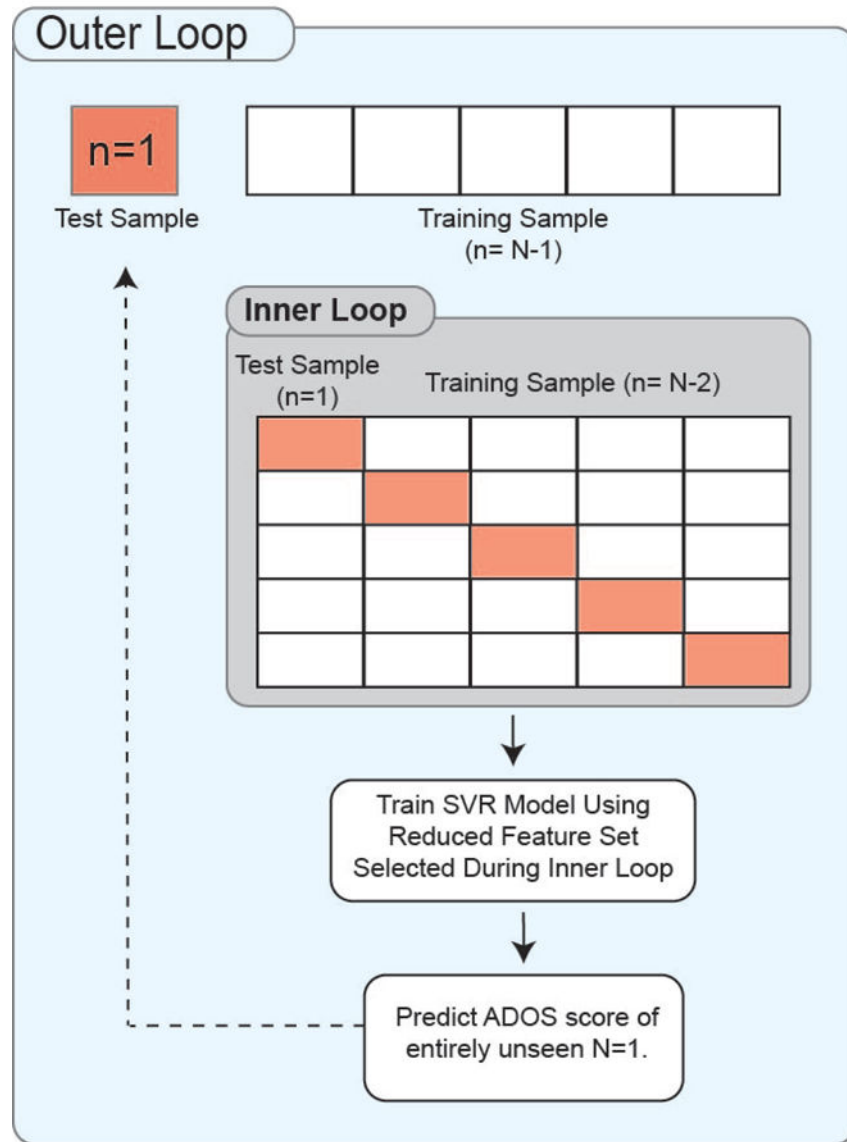 Outer Loop
n=1
Test Sample
Training Sample
(n= N-1)
Inner Loop
Test Sample
(n=1)
Training Sample (n= N-2)
Train SVR Model Using
Reduced Feature Set
Selected During Inner Loop
Predict ADOS score of
entirely unseen N=1.